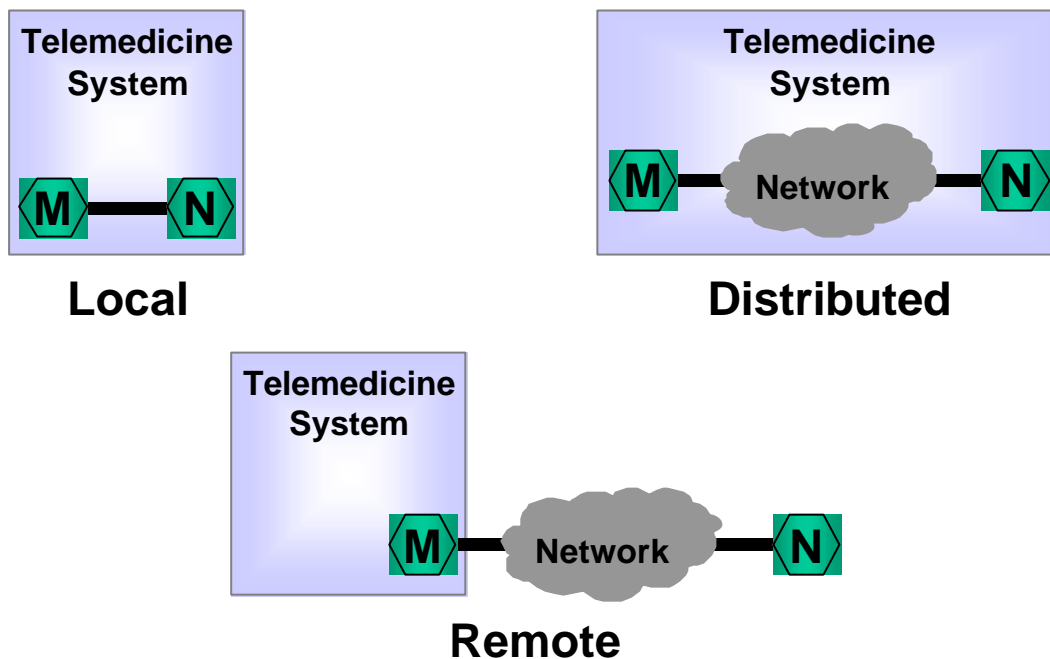 Telemedicine
System
M
N
Local
Telemedicine
System
M
Network
N
Distributed
Telemedicine
System
M
Network
N
Remote